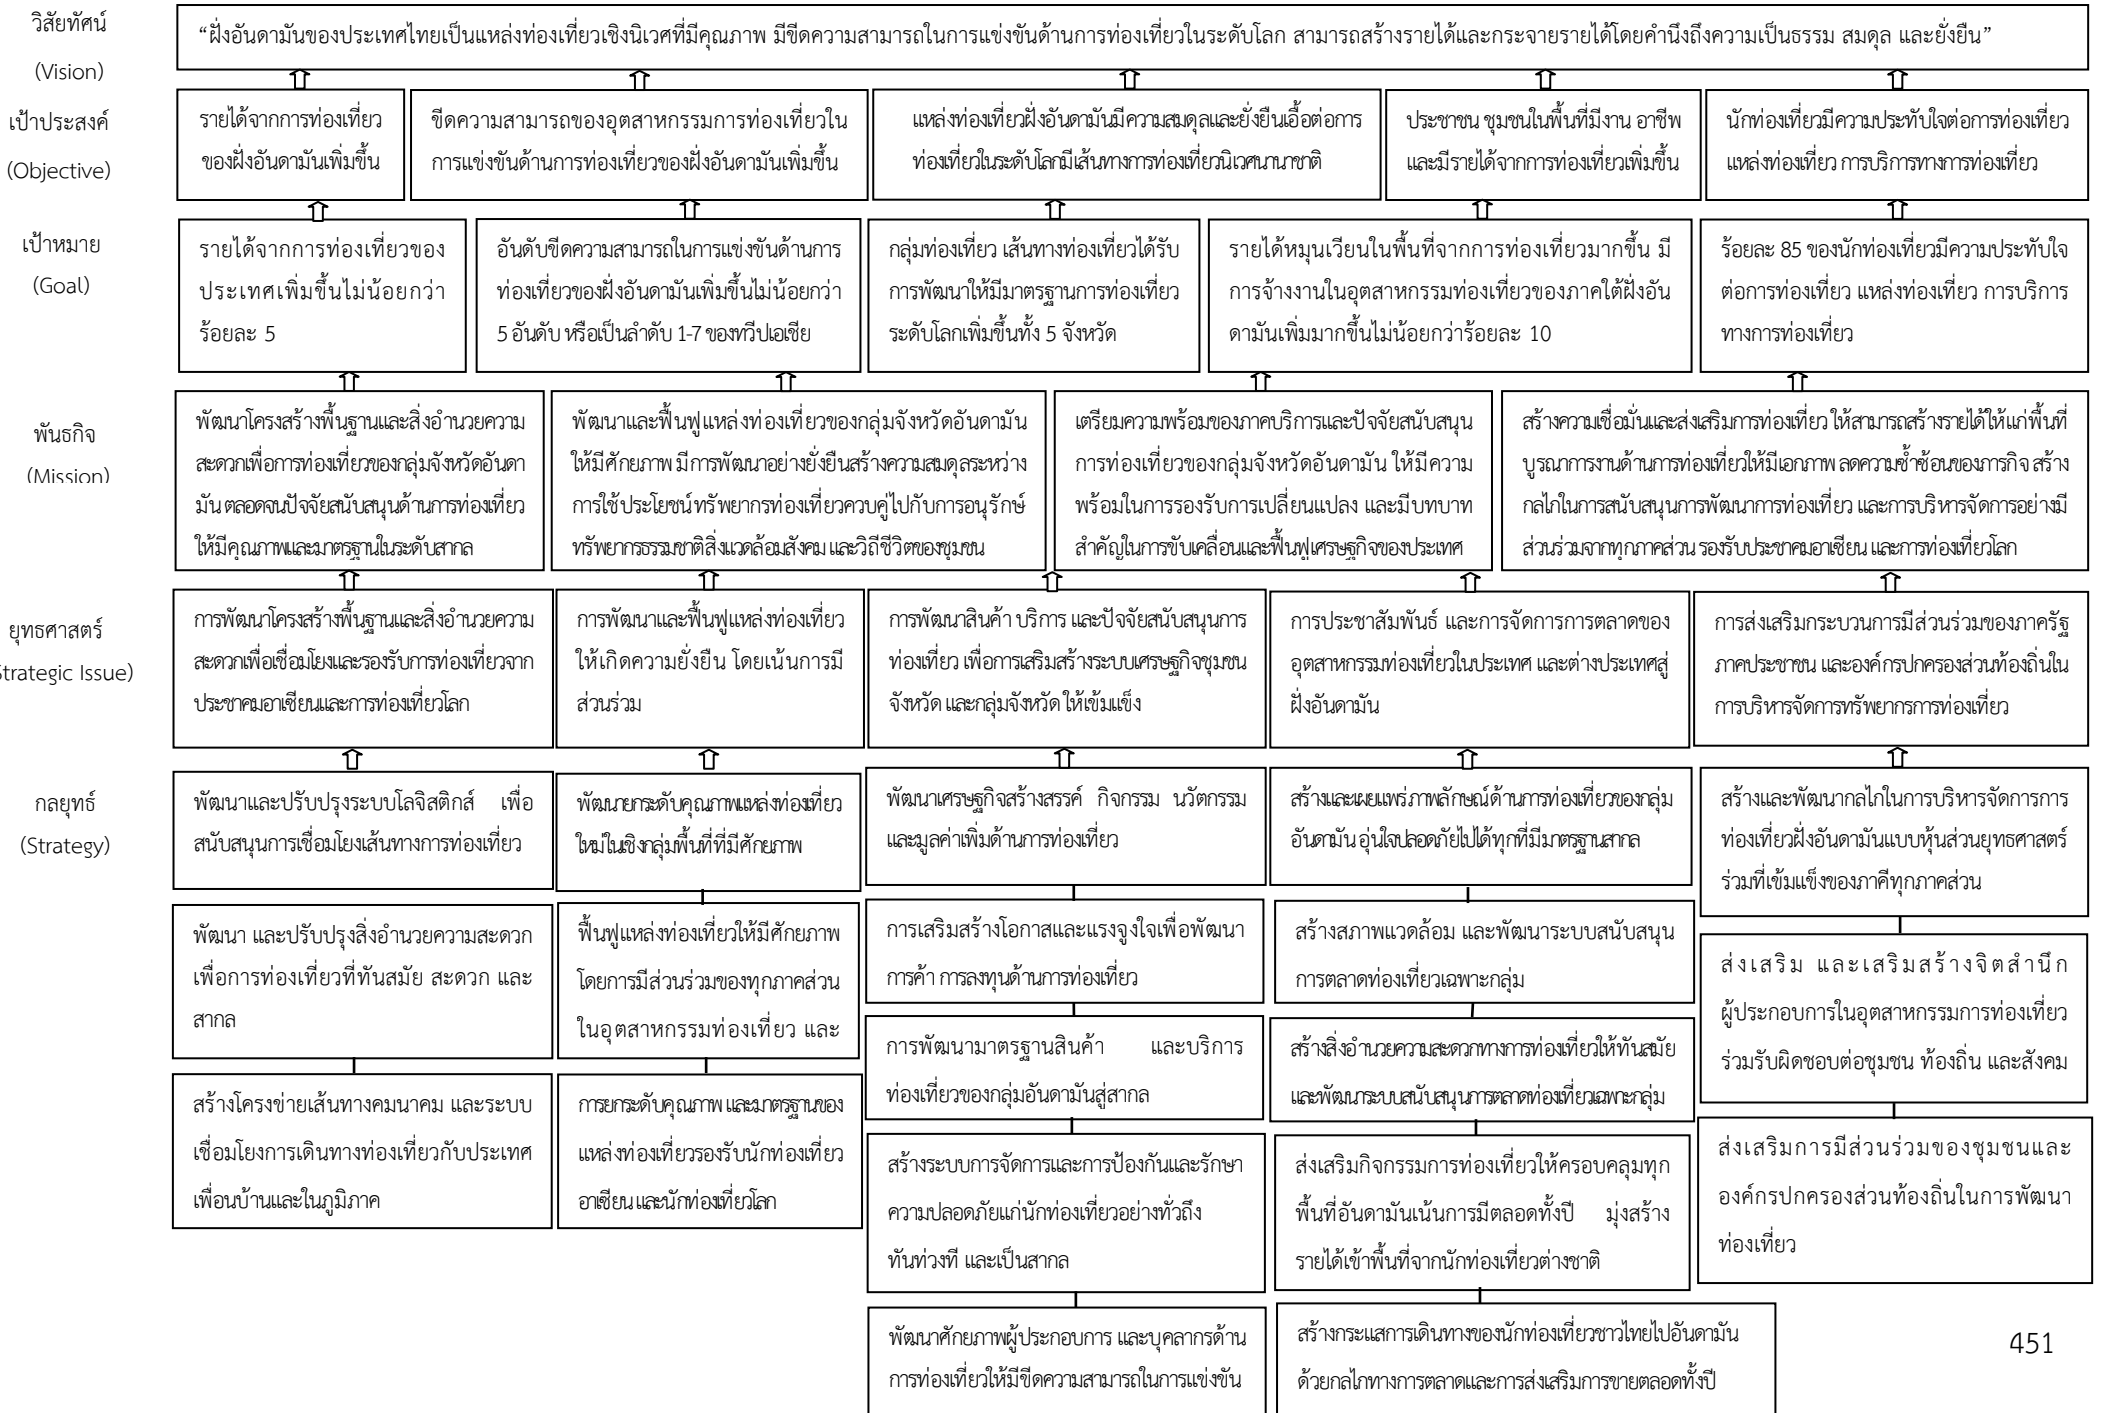 วิสัยทัศน์
(Vision)
“ฝั่งอันดามันของประเทศไทยเป็นแหล่งท่องเที่ยวเชิงนิเวศที่มีคุณภาพ มีขีดความสามารถในการแข่งขันด้านการท่องเที่ยวในระดับโลก สามารถสร้างรายได้และกระจายรายได้โดยคำนึงถึงความเป็นธรรม สมดุล และยั่งยืน”
เป้าประสงค์
(Objective)
รายได้จากการท่องเที่ยว
ของฝั่งอันดามันเพิ่มขึ้น
ขีดความสามารถของอุตสาหกรรมการท่องเที่ยวใน
การแข่งขันด้านการท่องเที่ยวของฝั่งอันดามันเพิ่มขึ้น
แหล่งท่องเที่ยวฝั่งอันดามันมีความสมดุลและยั่งยืนเอื้อต่อการ
ท่องเที่ยวในระดับโลกมีเส้นทางการท่องเที่ยวนิเวศนานาชาติ
ประชาชน ชุมชนในพื้นที่มีงาน อาชีพ
และมีรายได้จากการท่องเที่ยวเพิ่มขึ้น
นักท่องเที่ยวมีความประทับใจต่อการท่องเที่ยว
แหล่งท่องเที่ยว การบริการทางการท่องเที่ยว
เป้าหมาย
(Goal)
รายได้จากการท่องเที่ยวของ
ประเทศเพิ่มขึ้นไม่น้อยกว่า
ร้อยละ 5
อันดับขีดความสามารถในการแข่งขันด้านการ
ท่องเที่ยวของฝั่งอันดามันเพิ่มขึ้นไม่น้อยกว่า
5 อันดับ หรือเป็นลำดับ 1-7 ของทวีปเอเชีย
กลุ่มท่องเที่ยว เส้นทางท่องเที่ยวได้รับ
การพัฒนาให้มีมาตรฐานการท่องเที่ยว
ระดับโลกเพิ่มขึ้นทั้ง 5 จังหวัด
รายได้หมุนเวียนในพื้นที่จากการท่องเที่ยวมากขึ้น มี
การจ้างงานในอุตสาหกรรมท่องเที่ยวของภาคใต้ฝั่งอัน
ดามันเพิ่มมากขึ้นไม่น้อยกว่าร้อยละ 10
ร้อยละ 85 ของนักท่องเที่ยวมีความประทับใจ
ต่อการท่องเที่ยว แหล่งท่องเที่ยว การบริการ
ทางการท่องเที่ยว
พันธกิจ
(Mission)
พัฒนาโครงสร้างพื้นฐานและสิ่งอำนวยความ
สะดวกเพื่อการท่องเที่ยวของกลุ่มจังหวัดอันดา
มัน ตลอดจนปัจจัยสนับสนุนด้านการท่องเที่ยว
ให้มีคุณภาพและมาตรฐานในระดับสากล
พัฒนาและฟื้นฟูแหล่งท่องเที่ยวของกลุ่มจังหวัดอันดามัน
ให้มีศักยภาพ มีการพัฒนาอย่างยั่งยืนสร้างความสมดุลระหว่าง
การใช้ประโยชน์ทรัพยากรท่องเที่ยวควบคู่ไปกับการอนุรักษ์
ทรัพยากรธรรมชาติสิ่งแวดล้อมสังคม และวิถีชีวิตของชุมชน
เตรียมความพร้อมของภาคบริการและปัจจัยสนับสนุน
การท่องเที่ยวของกลุ่มจังหวัดอันดามัน ให้มีความ
พร้อมในการรองรับการเปลี่ยนแปลง และมีบทบาท
สำคัญในการขับเคลื่อนและฟื้นฟูเศรษฐกิจของประเทศ
สร้างความเชื่อมั่นและส่งเสริมการท่องเที่ยว ให้สามารถสร้างรายได้ให้แก่พื้นที่
บูรณาการงานด้านการท่องเที่ยวให้มีเอกภาพ ลดความซ้ำซ้อนของภารกิจ สร้าง
กลไกในการสนับสนุนการพัฒนาการท่องเที่ยว และการบริหารจัดการอย่างมี
ส่วนร่วมจากทุกภาคส่วน รองรับประชาคมอาเซียน และการท่องเที่ยวโลก
ยุทธศาสตร์
Strategic Issue)
การพัฒนาโครงสร้างพื้นฐานและสิ่งอำนวยความ
สะดวกเพื่อเชื่อมโยงและรองรับการท่องเที่ยวจาก
ประชาคมอาเซียนและการท่องเที่ยวโลก
การพัฒนาและฟื้นฟูแหล่งท่องเที่ยว
ให้เกิดความยั่งยืน โดยเน้นการมี
ส่วนร่วม
การพัฒนาสินค้า บริการ และปัจจัยสนับสนุนการ
ท่องเที่ยว เพื่อการเสริมสร้างระบบเศรษฐกิจชุมชน
จังหวัด และกลุ่มจังหวัด ให้เข้มแข็ง
การประชาสัมพันธ์ และการจัดการการตลาดของ
อุตสาหกรรมท่องเที่ยวในประเทศ และต่างประเทศสู่
ฝั่งอันดามัน
การส่งเสริมกระบวนการมีส่วนร่วมของภาครัฐ
ภาคประชาชน และองค์กรปกครองส่วนท้องถิ่นใน
การบริหารจัดการทรัพยากรการท่องเที่ยว
กลยุทธ์
(Strategy)
พัฒนาและปรับปรุงระบบโลจิสติกส์ เพื่อ
สนับสนุนการเชื่อมโยงเส้นทางการท่องเที่ยว
พัฒนายกระดับคุณภาพแหล่งท่องเที่ยว
ใหม่ในเชิงกลุ่มพื้นที่ที่มีศักยภาพ
พัฒนาเศรษฐกิจสร้างสรรค์ กิจกรรม นวัตกรรม
และมูลค่าเพิ่มด้านการท่องเที่ยว
สร้างและเผยแพร่ภาพลักษณ์ด้านการท่องเที่ยวของกลุ่ม
อันดามัน อุ่นใจปลอดภัยไปได้ทุกที่มีมาตรฐานสากล
สร้างและพัฒนากลไกในการบริหารจัดการการ
ท่องเที่ยวฝั่งอันดามันแบบหุ้นส่วนยุทธศาสตร์
ร่วมที่เข้มแข็งของภาคีทุกภาคส่วน
พัฒนา และปรับปรุงสิ่งอำนวยความสะดวก
เพื่อการท่องเที่ยวที่ทันสมัย สะดวก และ
สากล
ฟื้นฟูแหล่งท่องเที่ยวให้มีศักยภาพ
โดยการมีส่วนร่วมของทุกภาคส่วน
ในอุตสาหกรรมท่องเที่ยว และ
การเสริมสร้างโอกาสและแรงจูงใจเพื่อพัฒนา
การค้า การลงทุนด้านการท่องเที่ยว
สร้างสภาพแวดล้อม และพัฒนาระบบสนับสนุน
การตลาดท่องเที่ยวเฉพาะกลุ่ม
ส่งเสริม และเสริมสร้างจิตสำนึก
ผู้ประกอบการในอุตสาหกรรมการท่องเที่ยว
ร่วมรับผิดชอบต่อชุมชน ท้องถิ่น และสังคม
การพัฒนามาตรฐานสินค้า และบริการ
ท่องเที่ยวของกลุ่มอันดามันสู่สากล
สร้างสิ่งอำนวยความสะดวกทางการท่องเที่ยวให้ทันสมัย
และพัฒนาระบบสนับสนุนการตลาดท่องเที่ยวเฉพาะกลุ่ม
สร้างโครงข่ายเส้นทางคมนาคม และระบบ
เชื่อมโยงการเดินทางท่องเที่ยวกับประเทศ
เพื่อนบ้านและในภูมิภาค
การยกระดับคุณภาพ และมาตรฐานของ
แหล่งท่องเที่ยวรองรับนักท่องเที่ยว
อาเซียน และนักท่องเที่ยวโลก
สร้างระบบการจัดการและการป้องกันและรักษา
ความปลอดภัยแก่นักท่องเที่ยวอย่างทั่วถึง
ทันท่วงที และเป็นสากล
ส่งเสริมกิจกรรมการท่องเที่ยวให้ครอบคลุมทุก
พื้นที่อันดามันเน้นการมีตลอดทั้งปี มุ่งสร้าง
รายได้เข้าพื้นที่จากนักท่องเที่ยวต่างชาติ
ส่งเสริมการมีส่วนร่วมของชุมชนและ
องค์กรปกครองส่วนท้องถิ่นในการพัฒนา
ท่องเที่ยว
พัฒนาศักยภาพผู้ประกอบการ และบุคลากรด้าน
การท่องเที่ยวให้มีขีดความสามารถในการแข่งขัน
สร้างกระแสการเดินทางของนักท่องเที่ยวชาวไทยไปอันดามัน
ด้วยกลไกทางการตลาดและการส่งเสริมการขายตลอดทั้งปี
451